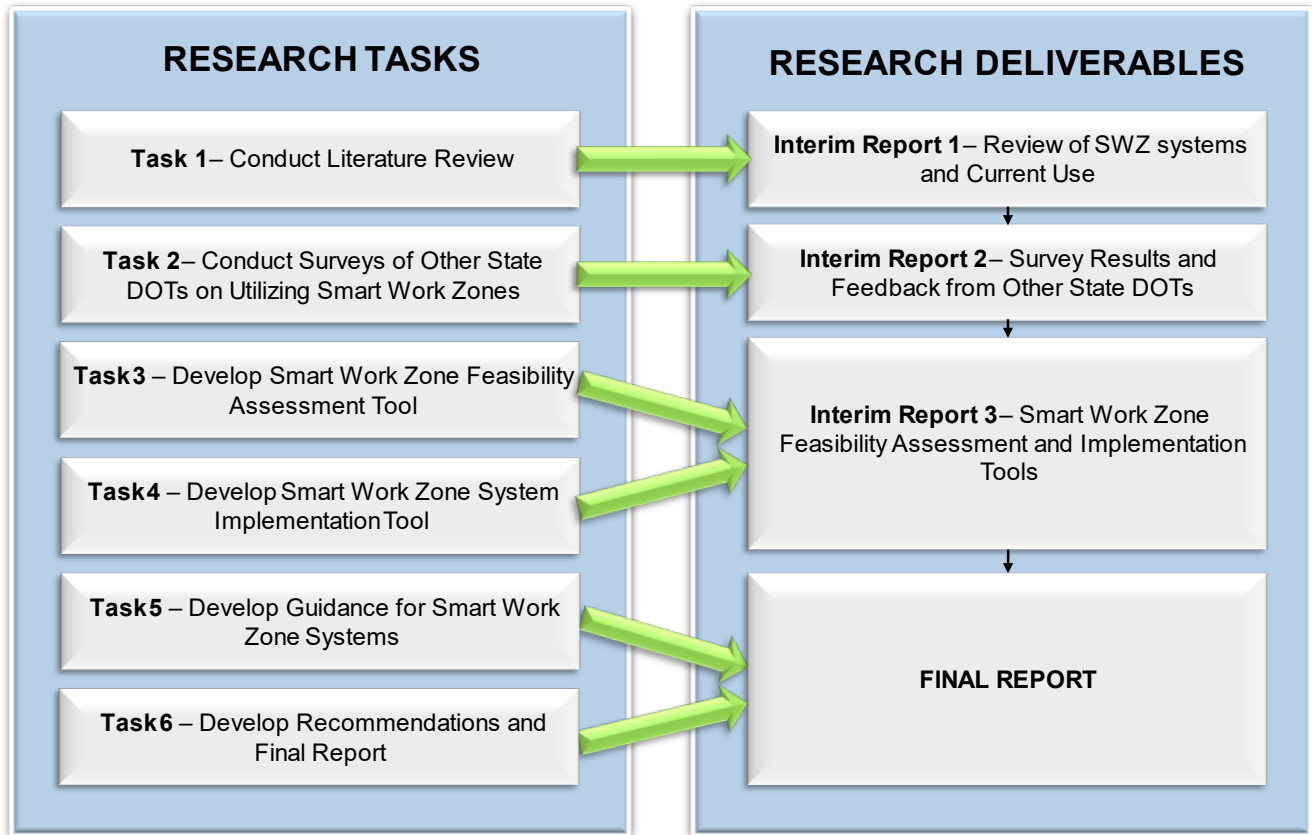 RESEARCH TASKS
Task 1– Conduct Literature Review
Task 2– Conduct Surveys of Other State
DOTs on Utilizing Smart Work Zones
Task3 – Develop Smart Work Zone Feasibility
Assessment Tool
Task4 – Develop Smart Work Zone System
Implementation Tool
Task5 – Develop Guidance for Smart Work
Zone Systems
Task6 – Develop Recommendations and
Final Report
RESEARCH DELIVERABLES
Interim Report 1– Review of SWZ systems
and Current Use
Interim Report 2– Survey Results and
Feedback from Other State DOTs
Interim Report 3– Smart Work Zone
Feasibility Assessment and Implementation
Tools
FINAL REPORT